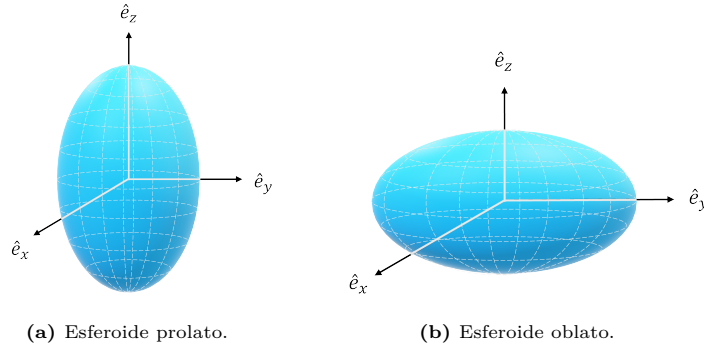 ê_z
ê_z
ê_y
ê_y
ê_x
ê_x
(a) Esferoide prolato.
(b) Esferoide oblato.